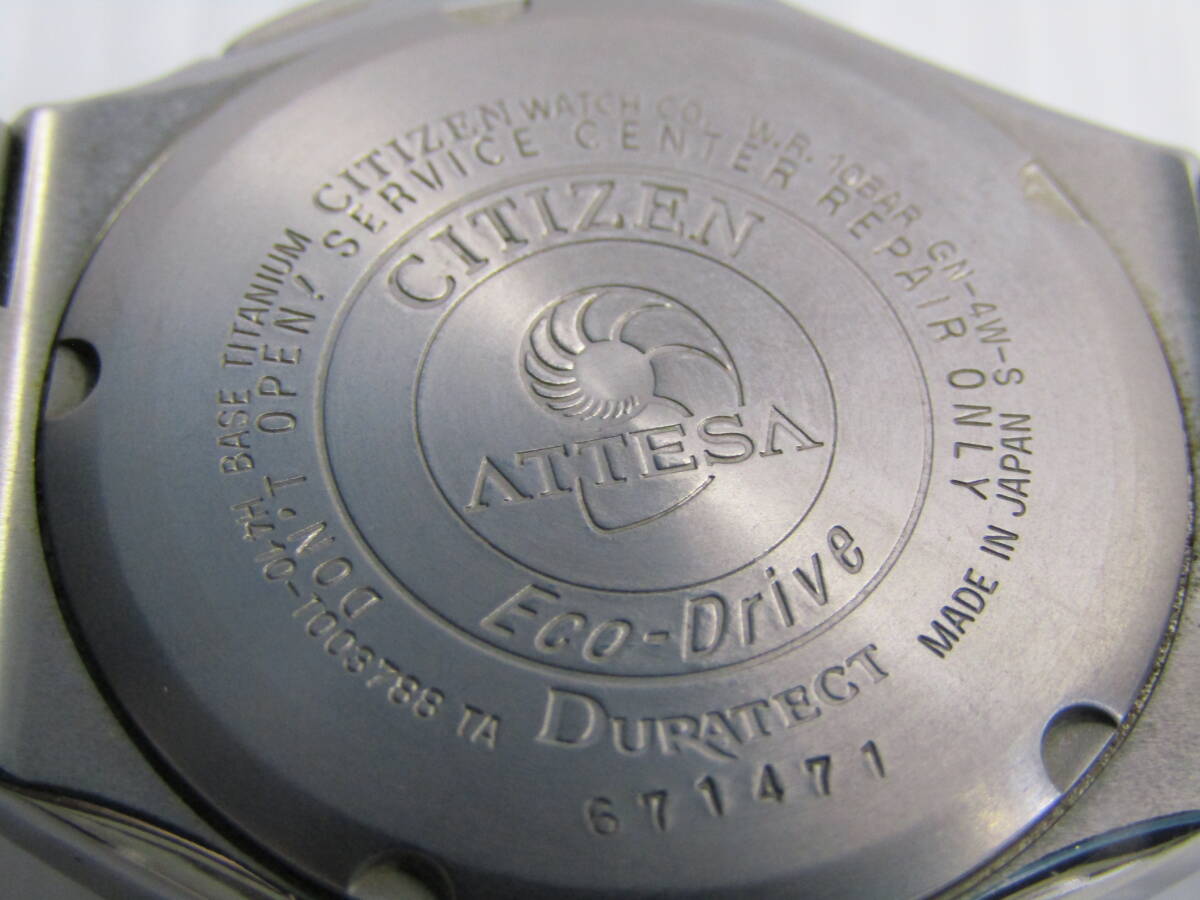 CITIZEN WATCH CO. W.R. 10BAR GN-4W-S
DON'T OPEN! SERVICE CENTER REPAIR ONLY
CITIZEN
ATTESA
Eco-Drive
DURATECT
671471
MADE IN JAPAN
BASE TITANIUM
T003788 TA